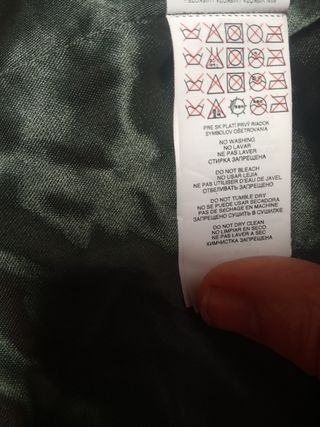 PRE SK PLATÍ PRVÝ RIADOK
SYMBOLOV OŠETROVANIA
NO WASHING
NO LAVAR
NE PAS LAVER
СТИРКА ЗАПРЕЩЕНА
DO NOT BLEACH
NO USAR LEJIA
NE PAS UTILISER D'EAU DE JAVEL
ОТБЕЛИВАТЬ ЗАПРЕЩЕНО
DO NOT TUMBLE DRY
NO SE PUEDE USAR SECADORA
PAS DE SECHAGE EN MACHINE
ЗАПРЕЩЕНО СУШИТЬ В СУШИЛКЕ
DO NOT DRY CLEAN
NO LIMPIAR EN SECO
NE PAS LAVER A SEC
ХИМЧИСТКА ЗАПРЕЩЕНА